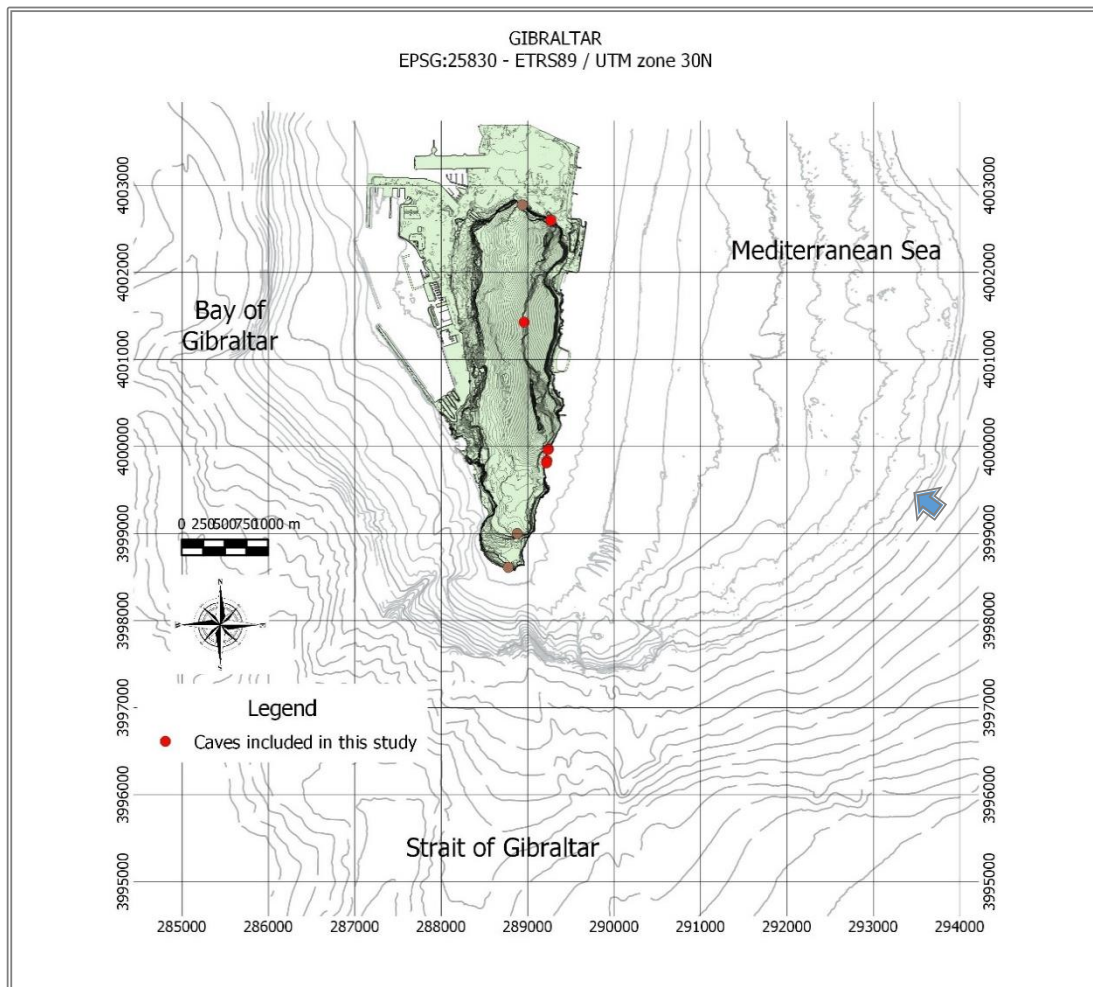 GIBRALTAR
EPSG:25830 - ETRS89 / UTM zone 30N
4003000
4003000
Mediterranean Sea
4002000
4002000
Bay of
Gibraltar
4001000
4001000
4000000
4000000
0 250500750 1000 m
3999000
3999000
N
3998000
3998000
Legend
3997000
3997000
Caves included in this study
3996000
3996000
Strait of Gibraltar
3995000
3995000
285000 286000 287000 288000 289000 290000 291000 292000 293000 294000